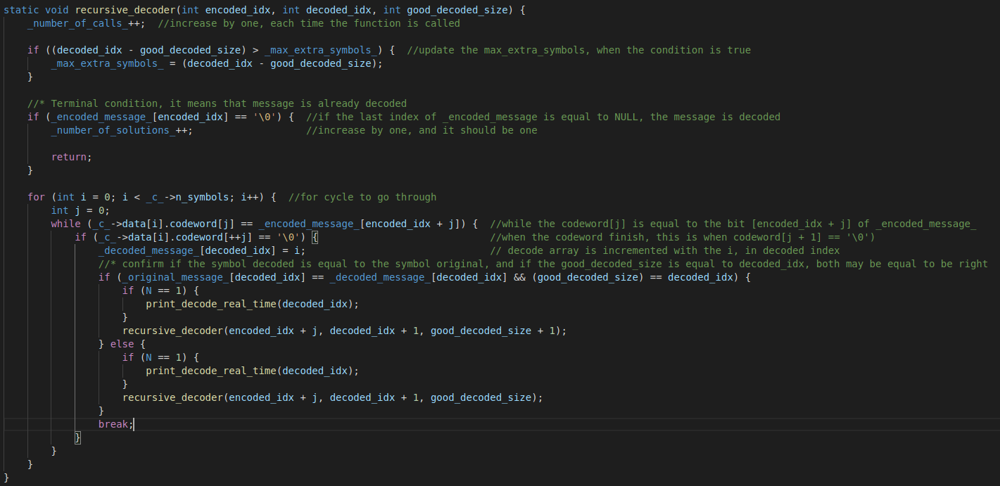 static void recursive_decoder(int encoded_idx, int decoded_idx, int good_decoded_size) {
    _number_of_calls_++;  //increase by one, each time the function is called

    if ((decoded_idx - good_decoded_size) > _max_extra_symbols_) {  //update the max_extra_symbols, when the condition is true
        _max_extra_symbols_ = (decoded_idx - good_decoded_size);
    }

    //* Terminal condition, it means that message is already decoded
    if (_encoded_message_[encoded_idx] == '\0') {  //if the last index of _encoded_message is equal to NULL, the message is decoded
        _number_of_solutions_++;                   //increase by one, and it should be one

        return;
    }

    for (int i = 0; i < _c_->n_symbols; i++) {  //for cycle to go through
        int j = 0;
        while (_c_->data[i].codeword[j] == _encoded_message_[encoded_idx + j]) {  //while the codeword[j] is equal to the bit [encoded_idx + j] of _encoded_message_
            if (_c_->data[i].codeword[++j] == '\0') {                             //when the codeword finish, this is when codeword[j + 1] == '\0')
                _decoded_message_[decoded_idx] = i;                               // decode array is incremented with the i, in decoded index
                //* confirm if the symbol decoded is equal to the symbol original, and if the good_decoded_size is equal to decoded_idx, both may be equal to be right
                if (_original_message_[decoded_idx] == _decoded_message_[decoded_idx] && (good_decoded_size) == decoded_idx) {
                    if (N == 1) {
                        print_decode_real_time(decoded_idx);
                    }
                    recursive_decoder(encoded_idx + j, decoded_idx + 1, good_decoded_size + 1);
                } else {
                    if (N == 1) {
                        print_decode_real_time(decoded_idx);
                    }
                    recursive_decoder(encoded_idx + j, decoded_idx + 1, good_decoded_size);
                }
                break;
            }
        }
    }
}